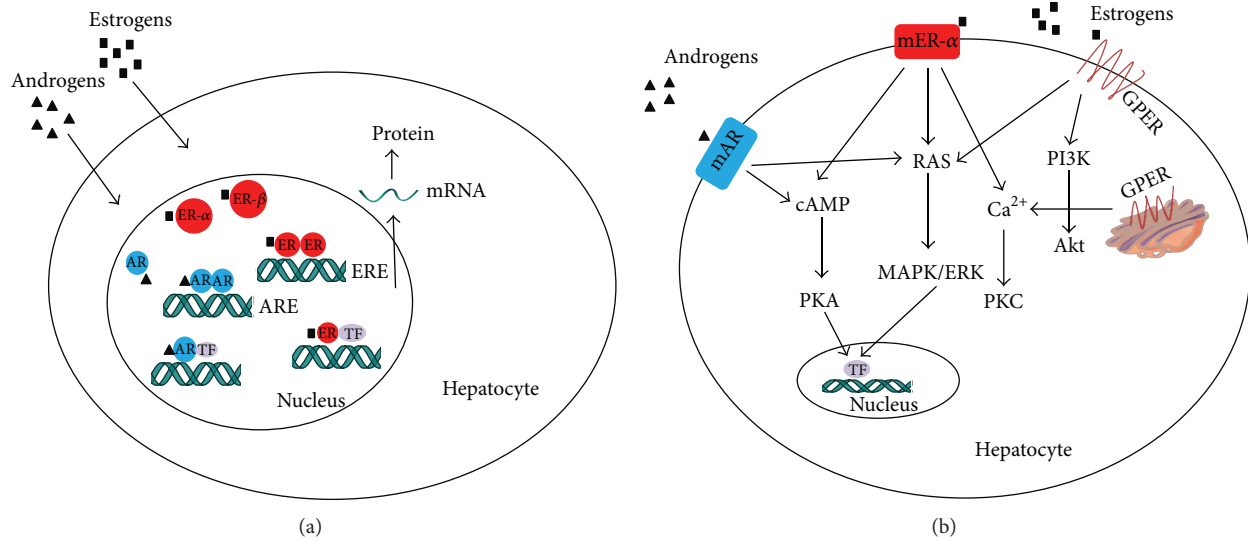 Estrogens
Androgens
Protein
mRNA
ER-α
ER-β
AR
ER ER
ERE
AR AR
ARE
AR TF
ER TF
Nucleus
Hepatocyte
(a)
Estrogens
mER-α
Androgens
GPER
mAR
RAS
PI3K
GPER
cAMP
Ca²⁺
Akt
MAPK/ERK
PKA
PKC
TF
Nucleus
Hepatocyte
(b)